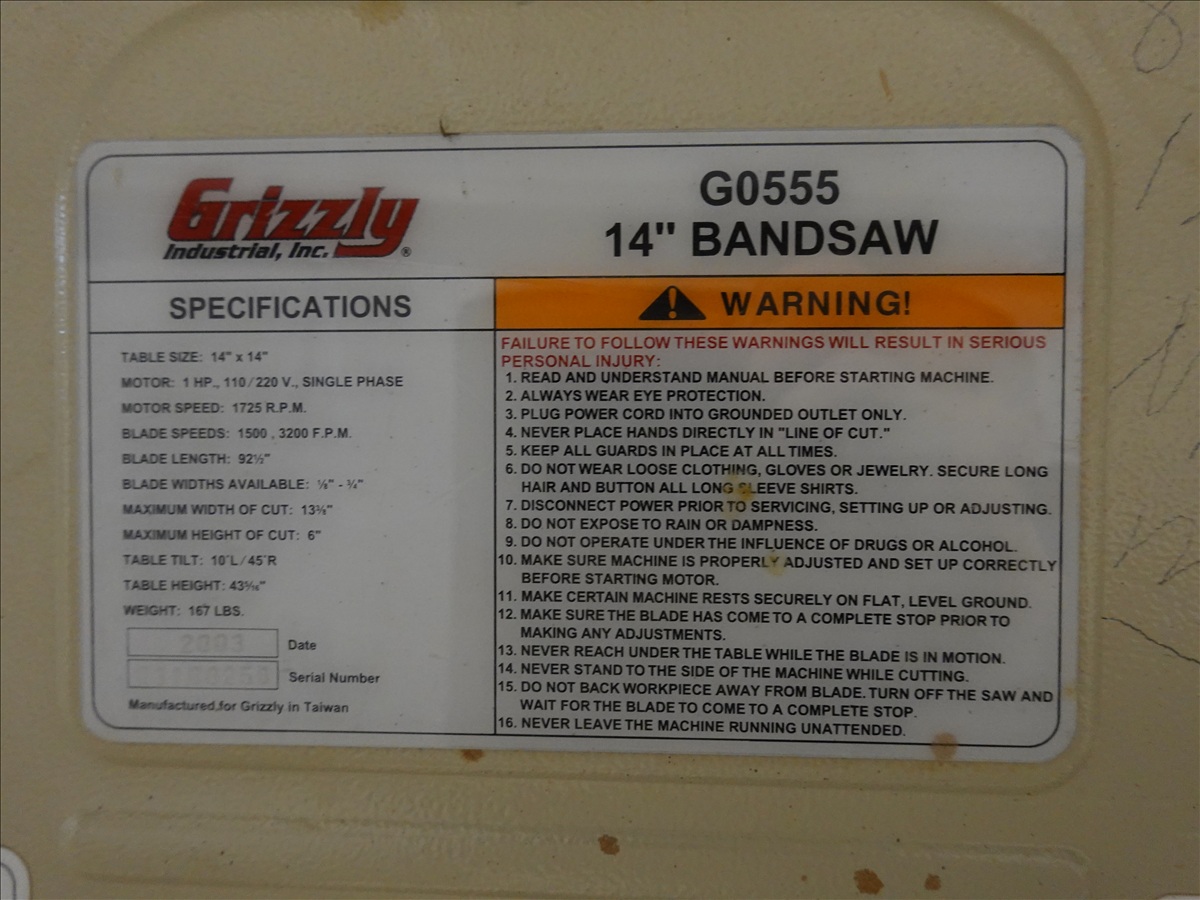 Grizzly
Industrial, Inc.®
G0555
14" BANDSAW
SPECIFICATIONS
TABLE SIZE: 14" x 14"
MOTOR: 1 HP., 110/220 V., SINGLE PHASE
MOTOR SPEED: 1725 R.P.M.
BLADE SPEEDS: 1500 , 3200 F.P.M.
BLADE LENGTH: 92½"
BLADE WIDTHS AVAILABLE: ⅛" - ¾"
MAXIMUM WIDTH OF CUT:
MAXIMUM HEIGHT OF CUT: 6"
TABLE TILT: 10˚L/45˚R
TABLE HEIGHT:
WEIGHT: 167 LBS.
2003 Date
Serial Number
Manufactured for Grizzly in Taiwan
WARNING!
FAILURE TO FOLLOW THESE WARNINGS WILL RESULT IN SERIOUS
PERSONAL INJURY:
1. READ AND UNDERSTAND MANUAL BEFORE STARTING MACHINE.
2. ALWAYS WEAR EYE PROTECTION.
3. PLUG POWER CORD INTO GROUNDED OUTLET ONLY.
4. NEVER PLACE HANDS DIRECTLY IN "LINE OF CUT."
5. KEEP ALL GUARDS IN PLACE AT ALL TIMES.
6. DO NOT WEAR LOOSE CLOTHING, GLOVES OR JEWELRY. SECURE LONG
HAIR AND BUTTON ALL LONG SLEEVE SHIRTS.
7. DISCONNECT POWER PRIOR TO SERVICING, SETTING UP OR ADJUSTING.
8. DO NOT EXPOSE TO RAIN OR DAMPNESS.
9. DO NOT OPERATE UNDER THE INFLUENCE OF DRUGS OR ALCOHOL.
10. MAKE SURE MACHINE IS PROPERLY ADJUSTED AND SET UP CORRECTLY
BEFORE STARTING MOTOR.
11. MAKE CERTAIN MACHINE RESTS SECURELY ON FLAT, LEVEL GROUND.
12. MAKE SURE THE BLADE HAS COME TO A COMPLETE STOP PRIOR TO
MAKING ANY ADJUSTMENTS.
13. NEVER REACH UNDER THE TABLE WHILE THE BLADE IS IN MOTION.
14. NEVER STAND TO THE SIDE OF THE MACHINE WHILE CUTTING.
15. DO NOT BACK WORKPIECE AWAY FROM BLADE. TURN OFF THE SAW AND
WAIT FOR THE BLADE TO COME TO A COMPLETE STOP.
16. NEVER LEAVE THE MACHINE RUNNING UNATTENDED.